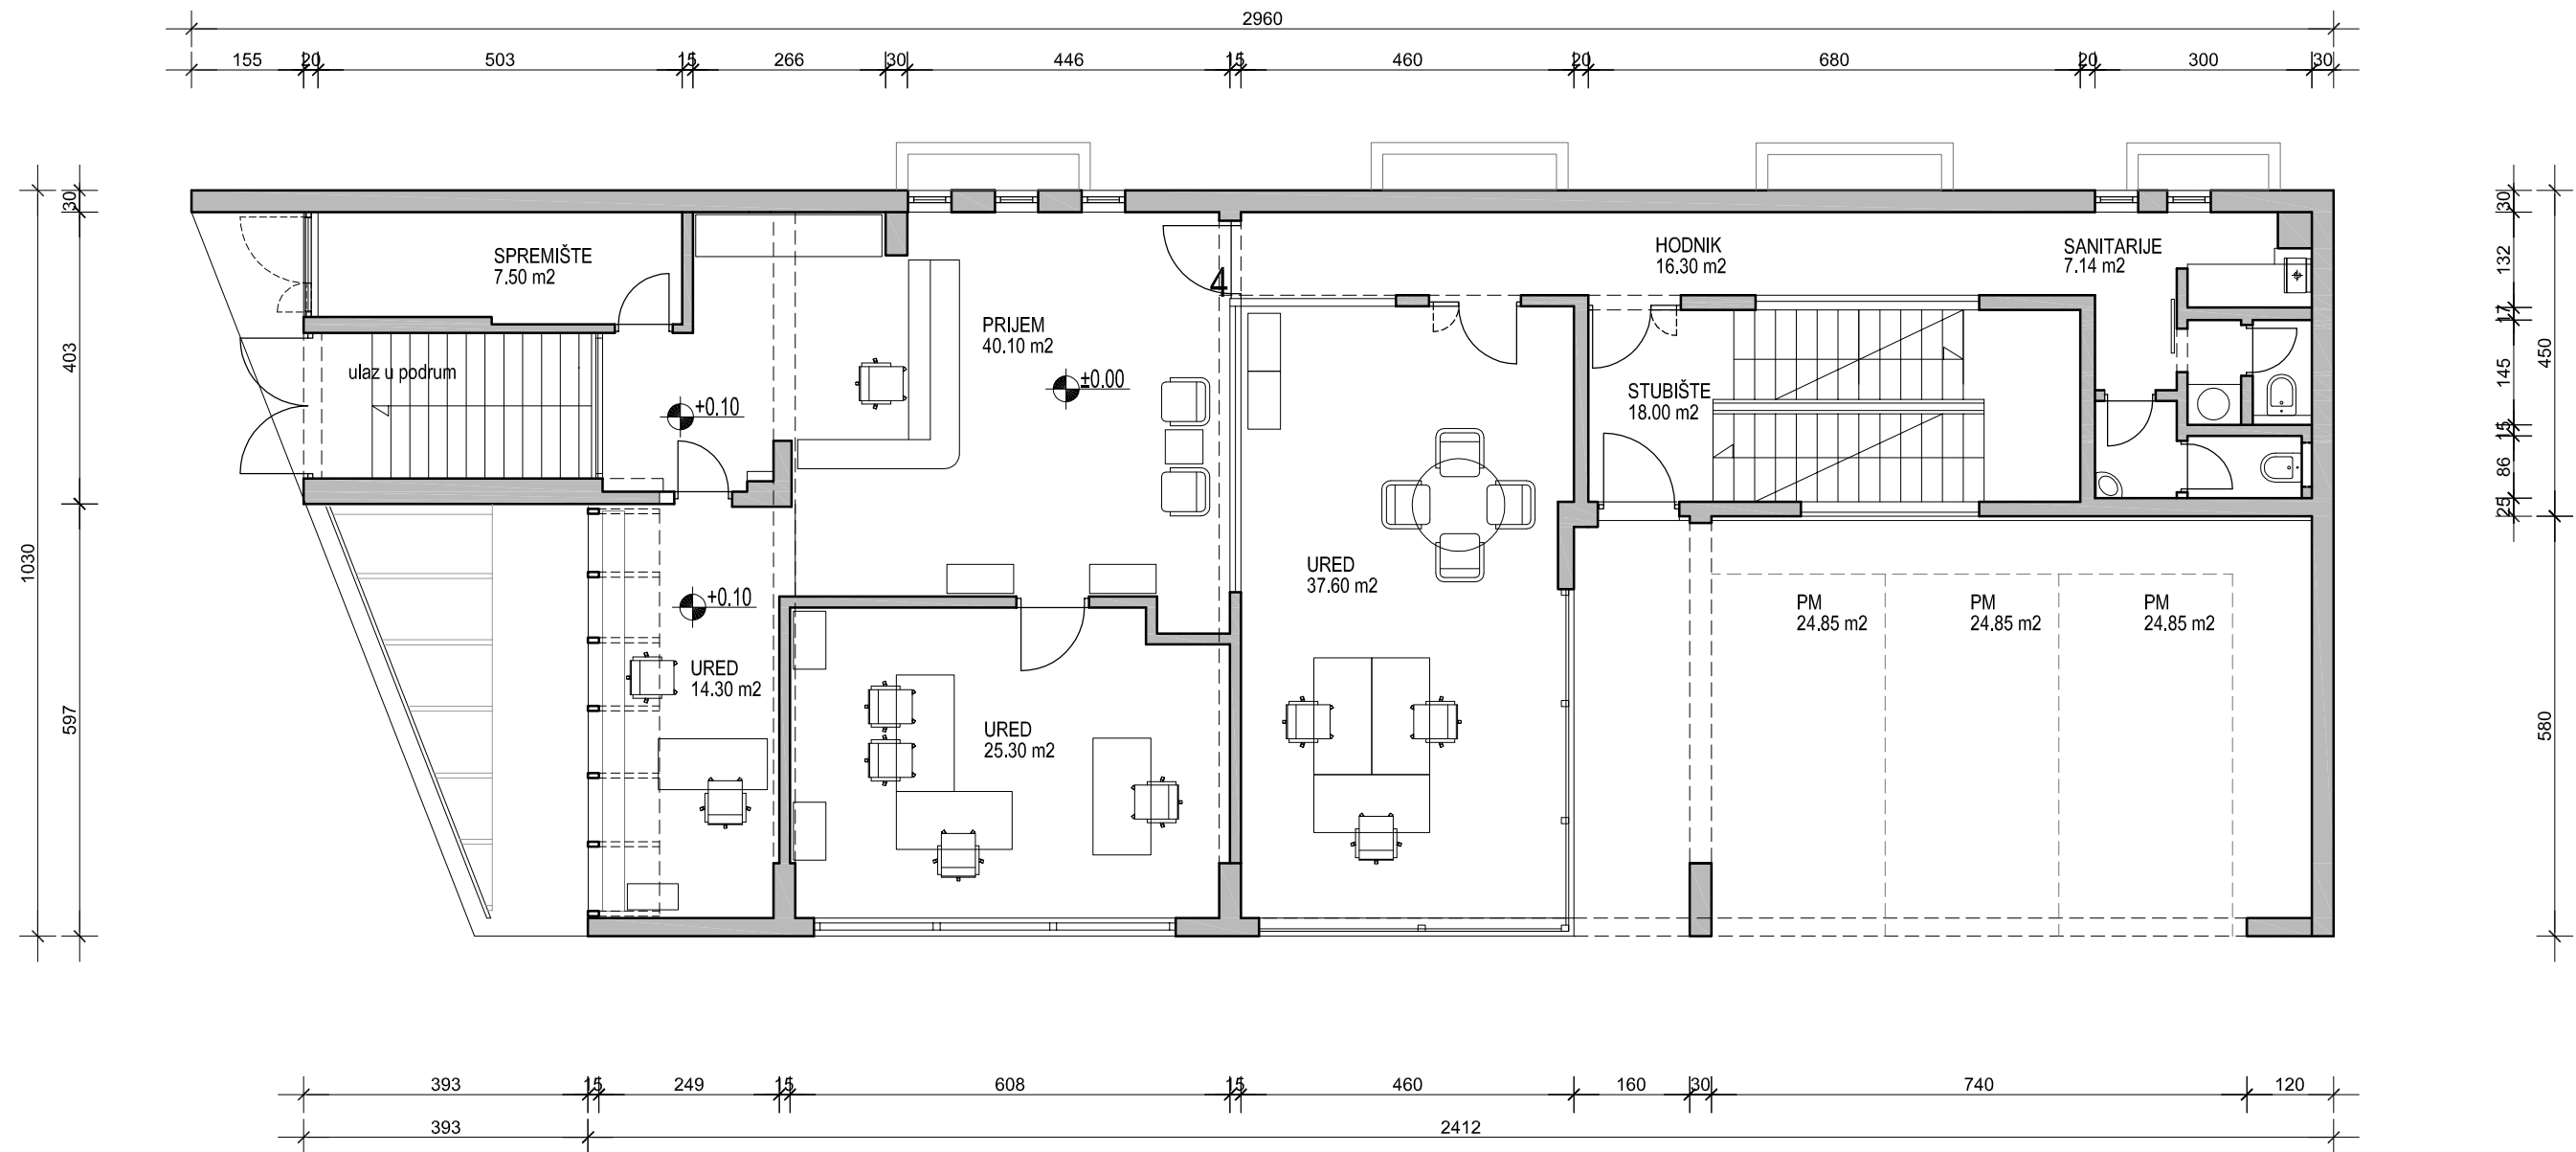 2960
155 20 503 15 266 30 446 15 460 20 680 20 300 30
1030
30
403
597
SPREMIŠTE
7.50 m2
ulaz u podrum
+0.10
PRIJEM
40.10 m2
±0.00
4
HODNIK
16.30 m2
SANITARIJE
7.14 m2
STUBIŠTE
18.00 m2
+0.10
URED
14.30 m2
URED
25.30 m2
URED
37.60 m2
PM
24.85 m2
PM
24.85 m2
PM
24.85 m2
30
132
17
145
15
86
25
450
580
393 15 249 15 608 15 460 160 30 740 120
393 2412